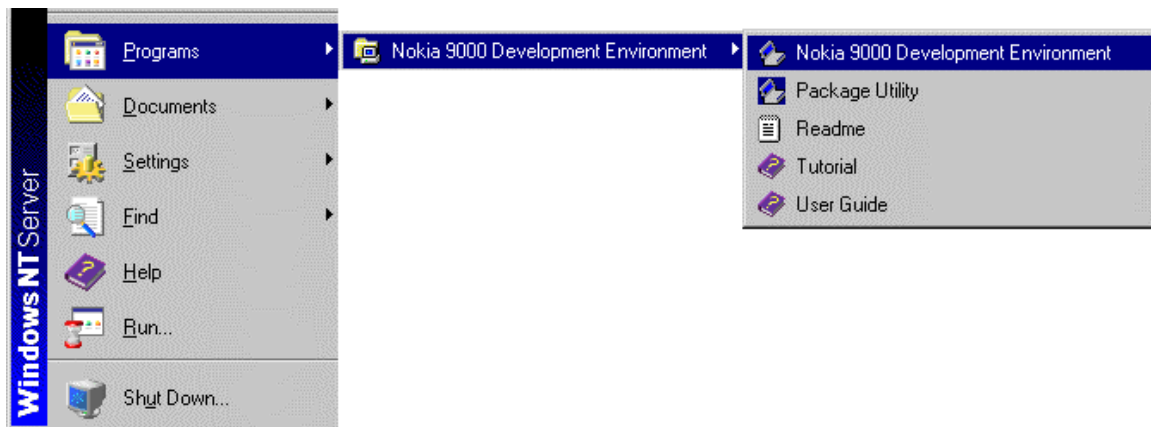 Windows NT Server
Programs
Documents
Settings
Find
Help
Run...
Shut Down...
Nokia 9000 Development Environment
Nokia 9000 Development Environment
Package Utility
Readme
Tutorial
User Guide